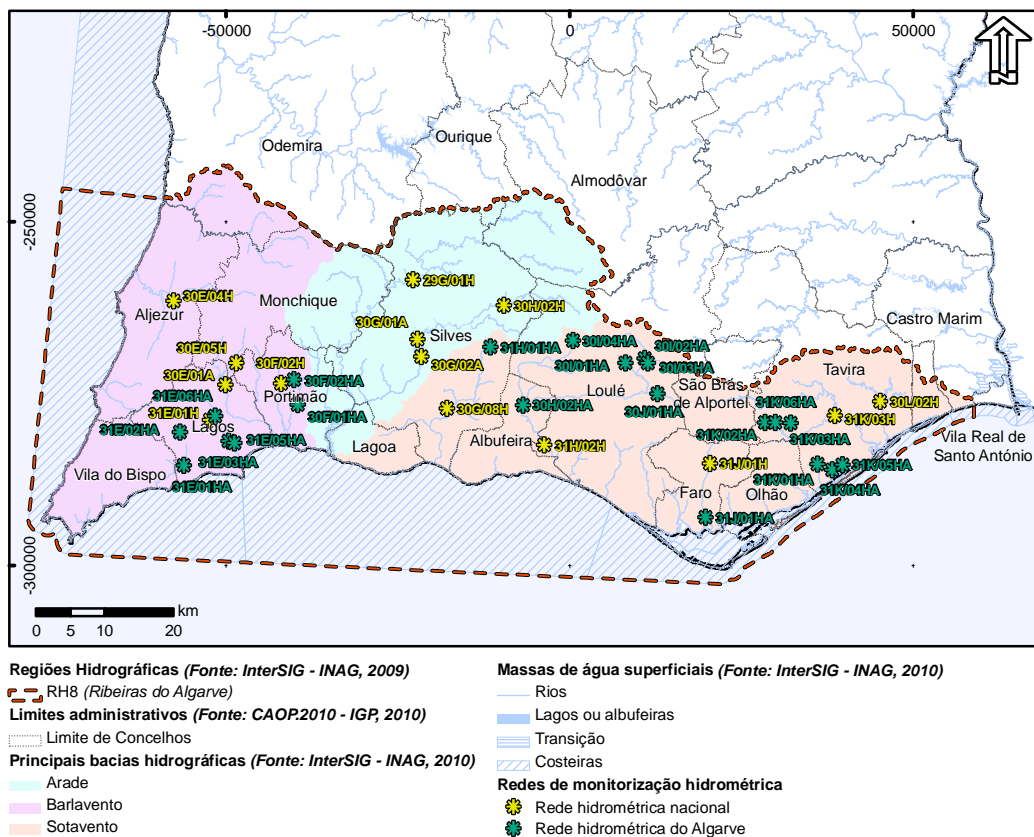 -50000 0 50000
N
-250000
-300000
Odemira
Ourique
Almodôvar
Castro Marim
Monchique
Aljezur
Silves
Loulé
São Brás
de Alportel
Tavira
Vila Real de
Santo António
Portimão
Lagos
Lagoa
Albufeira
Vila do Bispo
Faro
Olhão
29G/01H
30E/04H
30H/02H
30G/01A
30I/04HA
31H/01HA
30I/02HA
30G/02A
30I/01HA
30I/03HA
30E/05H
30F/02H
30E/01A
30F/02HA
30J/01HA
31E/06HA
31E/01H
30F/01HA
30G/08H
30H/02HA
31K/06HA
30L/02H
31K/03H
31E/02HA
31K/02HA
31K/03HA
31E/05HA
31H/02H
31E/03HA
31J/01H
31K/05HA
31K/01HA
31E/01HA
31K/04HA
31J/01HA
km
0 5 10 20
Regiões Hidrográficas (Fonte: InterSIG - INAG, 2009)
RH8 (Ribeiras do Algarve)
Limites administrativos (Fonte: CAOP.2010 - IGP, 2010)
Limite de Concelhos
Principais bacias hidrográficas (Fonte: InterSIG - INAG, 2010)
Arade
Barlavento
Sotavento
Massas de água superficiais (Fonte: InterSIG - INAG, 2010)
Rios
Lagos ou albufeiras
Transição
Costeiras
Redes de monitorização hidrométrica
Rede hidrométrica nacional
Rede hidrométrica do Algarve